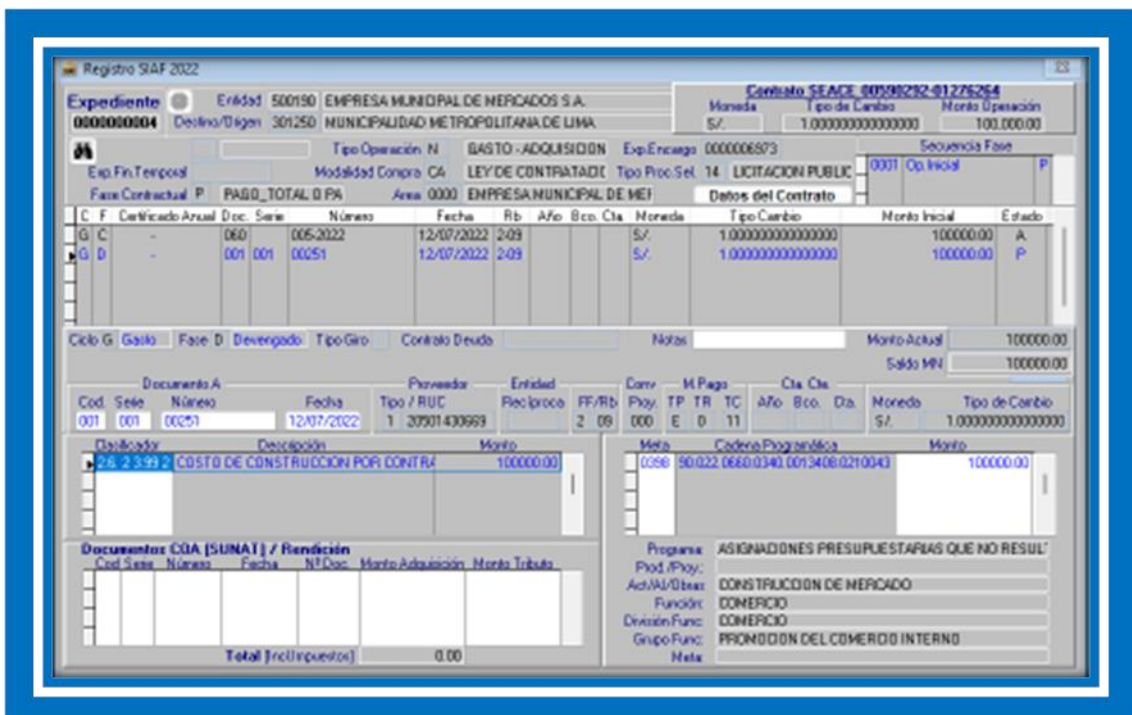 Registro SIAF 2022
Contrato SEACE 00590292-01276264
Expediente Entidad 500190 EMPRESA MUNICIPAL DE MERCADOS S.A. Moneda Tipo de Cambio Monto Operación
0000000004 Destino/Origen 301250 MUNICIPALIDAD METROPOLITANA DE LIMA S/. 1.000000000000000 100,000.00
Tipo Operación N GASTO - ADQUISICION Exp.Encargo 0000006973 Secuencia Fase
Exp.Fin.Temporal Modalidad Compra CA LEY DE CONTRATACI Tipo Proc.Sel. 14 LICITACION PUBLIC 0001 Op.Inicial P
Fase Contractual P PAGO_TOTAL O PA Area 0000 EMPRESA MUNICIPAL DE MER Datos del Contrato
C F Certificado Anual Doc. Serie Número Fecha Rb Año Bco. Cta Moneda Tipo Cambio Monto Inicial Estado
G C - 060 005-2022 12/07/2022 2-09 S/. 1.000000000000000 100000.00 A
G D - 001 001 00251 12/07/2022 2-09 S/. 1.000000000000000 100000.00 P
Ciclo G Gasto Fase D Devengado Tipo Giro Contrato Deuda Notas Monto Actual 100000.00
Saldo MN 100000.00
Documento A Proveedor Entidad Conv M.Pago Cta. Cte.
Cod. Serie Número Fecha Tipo / RUC Recíproca FF/Rb Proy. TP TR TC Año Bco. Cta. Moneda Tipo de Cambio
001 001 00251 12/07/2022 1 20501430669 2 09 000 E D 11 S/. 1.000000000000000
Clasificador Descripción Monto Meta Cadena Programática Monto
2.6. 2 3.99 2 COSTO DE CONSTRUCCION POR CONTRA 100000.00 0398 90.022.0660.0340.0013408.0210043 100000.00
Documentos COA [SUNAT] / Rendición
Cod Serie Número Fecha Nº Doc. Monto Adquisición Monto Tributo
Total [Incl.Impuestos] 0.00
Programa: ASIGNACIONES PRESUPUESTARIAS QUE NO RESULT
Prod./Proy.:
Act/AI/Obras: CONSTRUCCION DE MERCADO
Función: COMERCIO
División Func: COMERCIO
Grupo Func: PROMOCION DEL COMERCIO INTERNO
Meta: